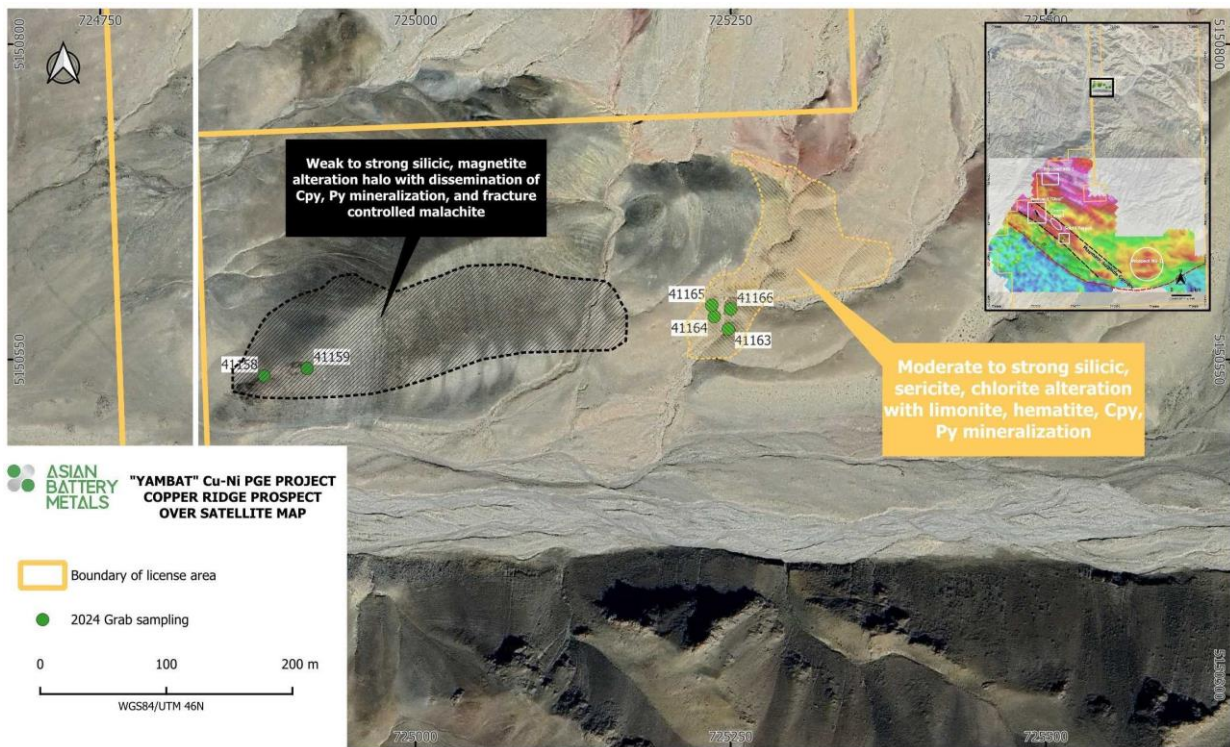 724750
725000
725250
725500
5150800
5150800
Weak to strong silicic, magnetite
alteration halo with dissemination of
Cpy, Py mineralization, and fracture
controlled malachite
41165
41166
41164
41163
41158
41159
5150550
5150550
Moderate to strong silicic,
sericite, chlorite alteration
with limonite, hematite, Cpy,
Py mineralization
ASIAN
BATTERY
METALS
"YAMBAT" Cu-Ni PGE PROJECT
COPPER RIDGE PROSPECT
OVER SATELLITE MAP
Boundary of license area
2024 Grab sampling
0 100 200 m
WGS84/UTM 46N
725000
725250
725500